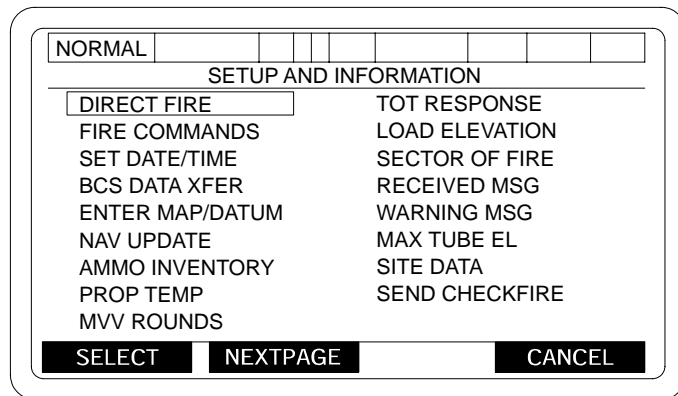 NORMAL
SETUP AND INFORMATION
DIRECT FIRE
FIRE COMMANDS
SET DATE/TIME
BCS DATA XFER
ENTER MAP/DATUM
NAV UPDATE
AMMO INVENTORY
PROP TEMP
MVV ROUNDS
TOT RESPONSE
LOAD ELEVATION
SECTOR OF FIRE
RECEIVED MSG
WARNING MSG
MAX TUBE EL
SITE DATA
SEND CHECKFIRE
SELECT NEXTPAGE CANCEL